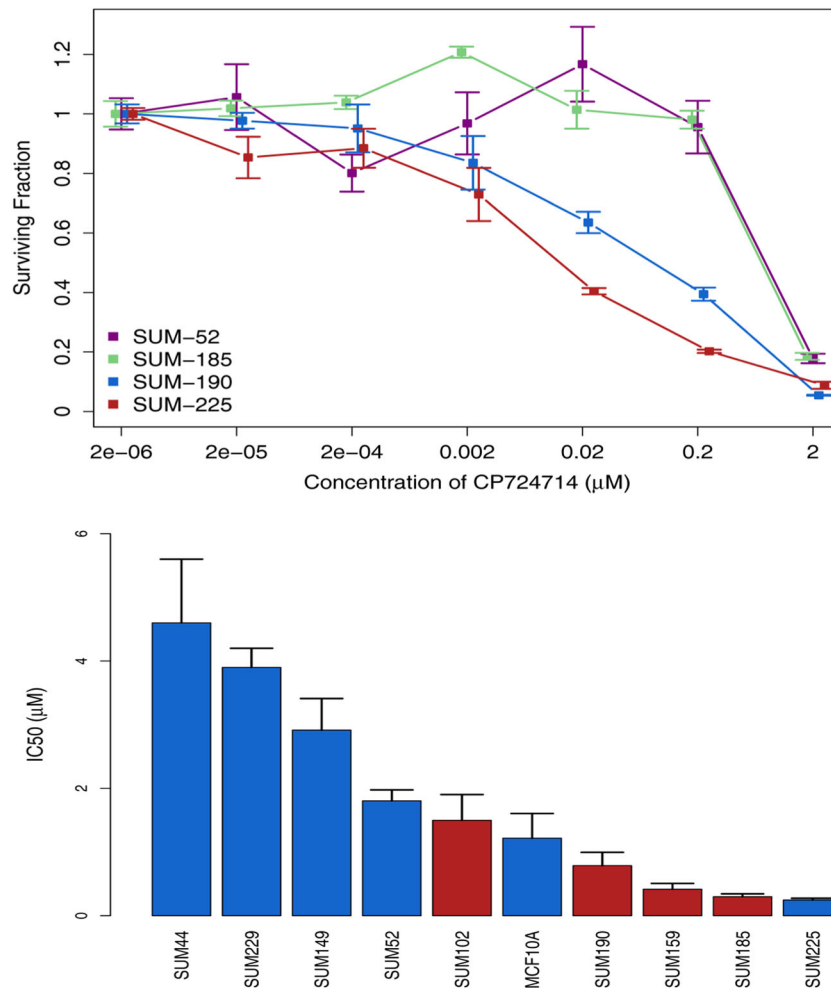 1.2
1
0.8
0.6
0.4
0.2
0
Surviving Fraction
SUM−52
SUM−185
SUM−190
SUM−225
2e−06 2e−05 2e−04 0.002 0.02 0.2 2
Concentration of CP724714 (μM)
6
4
2
0
IC50 (μM)
SUM44 SUM229 SUM149 SUM52 SUM102 MCF10A SUM190 SUM159 SUM185 SUM225